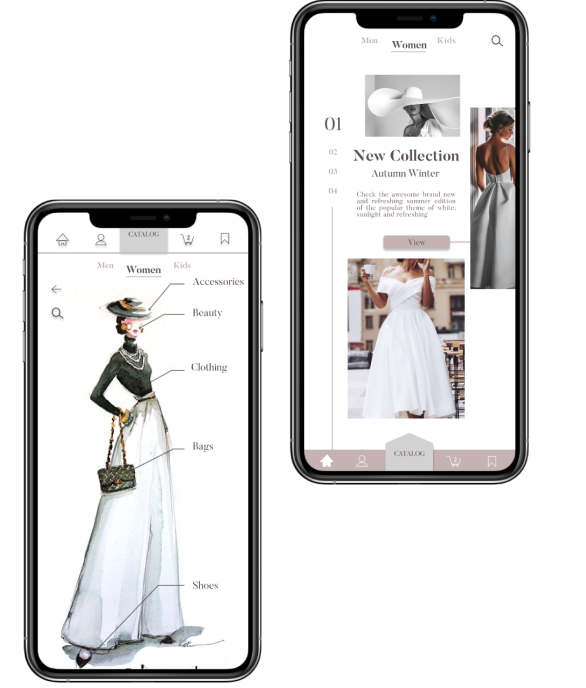 Men Women Kids
01
02
03
04
New Collection
Autumn Winter
Check the awesome brand new
and refreshing summer edition
of the popular theme of white,
sunlight and refreshing
View
CATALOG
CATALOG
Men Women Kids
Accessories
Beauty
Clothing
Bags
Shoes